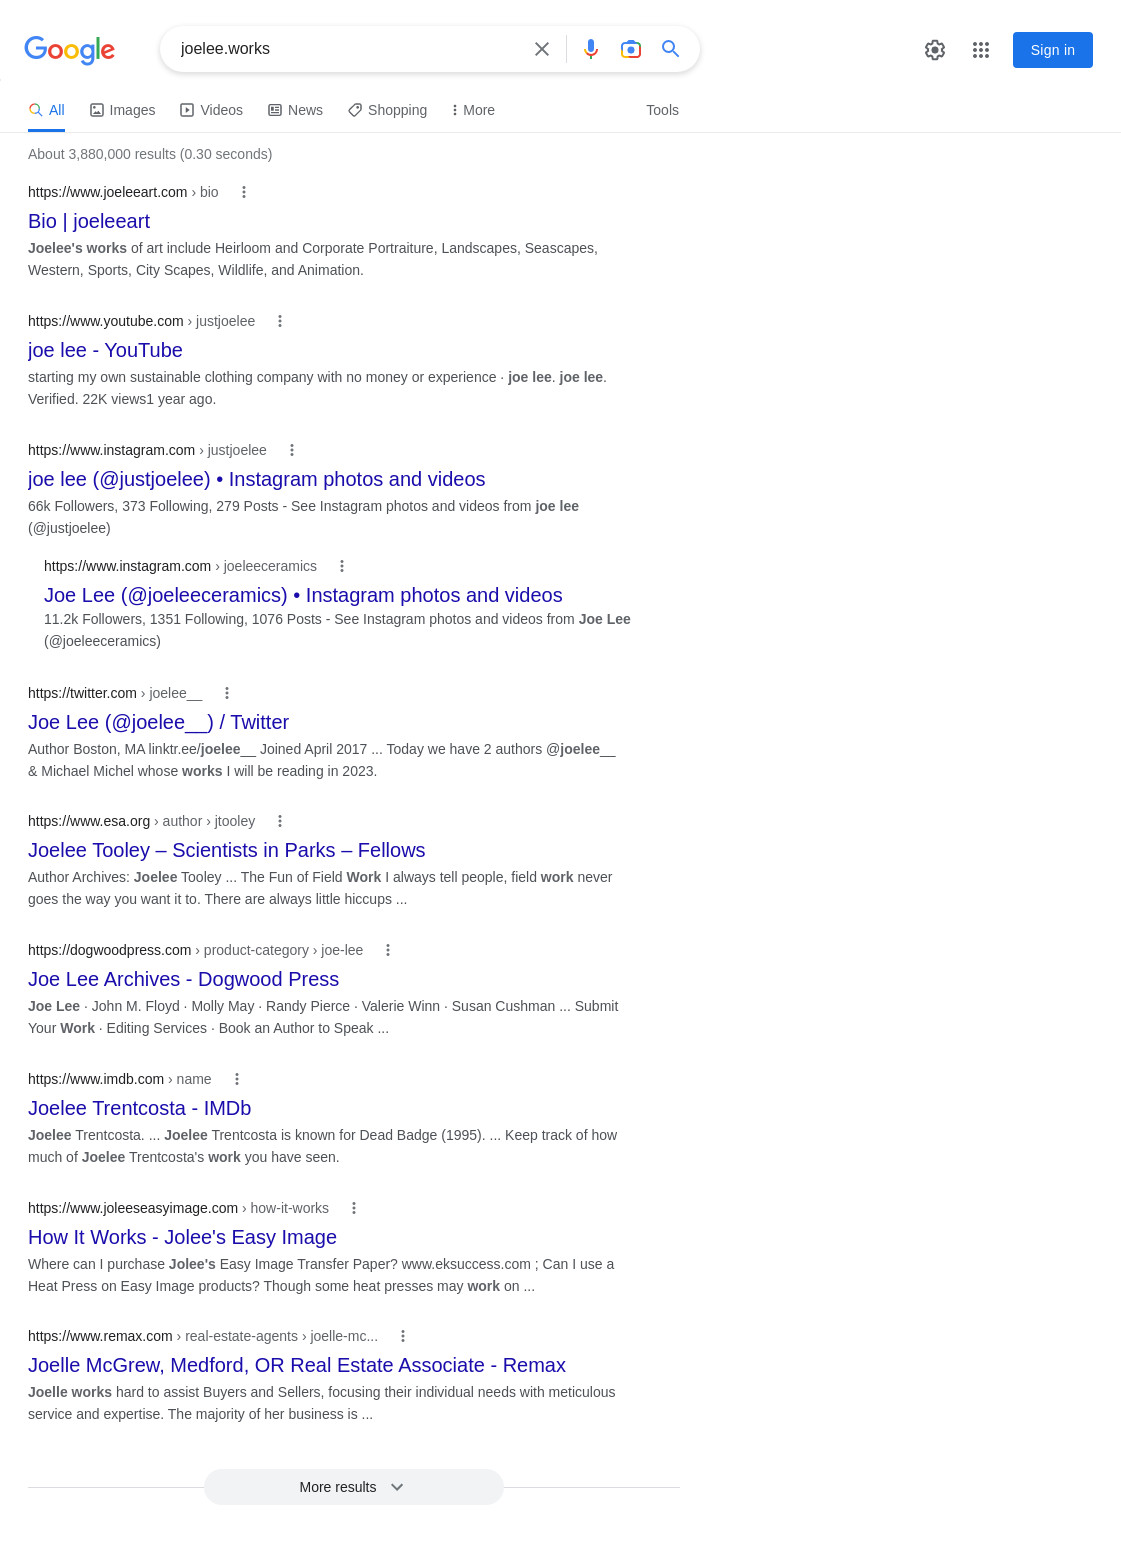 Google
joelee.works
Sign in
All
Images
Videos
News
Shopping
More
Tools
About 3,880,000 results (0.30 seconds)
https://www.joeleeart.com › bio
Bio | joeleeart
Joelee's works of art include Heirloom and Corporate Portraiture, Landscapes, Seascapes,
Western, Sports, City Scapes, Wildlife, and Animation.
https://www.youtube.com › justjoelee
joe lee - YouTube
starting my own sustainable clothing company with no money or experience · joe lee. joe lee.
Verified. 22K views1 year ago.
https://www.instagram.com › justjoelee
joe lee (@justjoelee) • Instagram photos and videos
66k Followers, 373 Following, 279 Posts - See Instagram photos and videos from joe lee
(@justjoelee)
https://www.instagram.com › joeleeceramics
Joe Lee (@joeleeceramics) • Instagram photos and videos
11.2k Followers, 1351 Following, 1076 Posts - See Instagram photos and videos from Joe Lee
(@joeleeceramics)
https://twitter.com › joelee__
Joe Lee (@joelee__) / Twitter
Author Boston, MA linktr.ee/joelee__ Joined April 2017 ... Today we have 2 authors @joelee__
& Michael Michel whose works I will be reading in 2023.
https://www.esa.org › author › jtooley
Joelee Tooley – Scientists in Parks – Fellows
Author Archives: Joelee Tooley ... The Fun of Field Work I always tell people, field work never
goes the way you want it to. There are always little hiccups ...
https://dogwoodpress.com › product-category › joe-lee
Joe Lee Archives - Dogwood Press
Joe Lee · John M. Floyd · Molly May · Randy Pierce · Valerie Winn · Susan Cushman ... Submit
Your Work · Editing Services · Book an Author to Speak ...
https://www.imdb.com › name
Joelee Trentcosta - IMDb
Joelee Trentcosta. ... Joelee Trentcosta is known for Dead Badge (1995). ... Keep track of how
much of Joelee Trentcosta's work you have seen.
https://www.joleeseasyimage.com › how-it-works
How It Works - Jolee's Easy Image
Where can I purchase Jolee's Easy Image Transfer Paper? www.eksuccess.com ; Can I use a
Heat Press on Easy Image products? Though some heat presses may work on ...
https://www.remax.com › real-estate-agents › joelle-mc...
Joelle McGrew, Medford, OR Real Estate Associate - Remax
Joelle works hard to assist Buyers and Sellers, focusing their individual needs with meticulous
service and expertise. The majority of her business is ...
More results